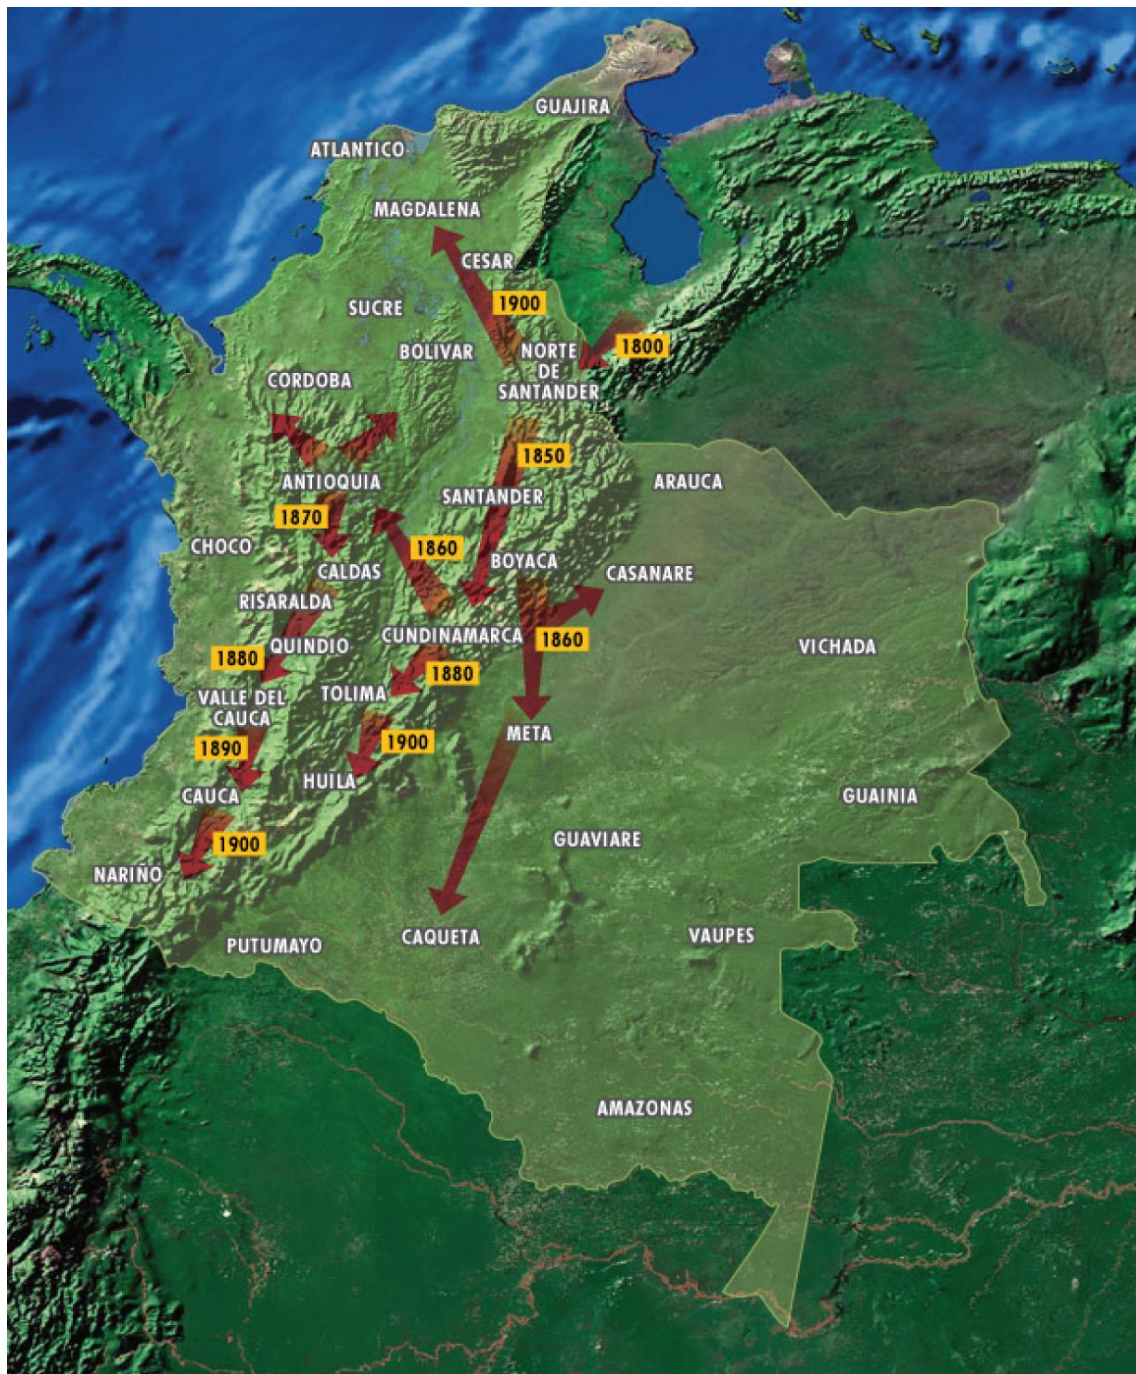 GUAJIRA
ATLANTICO
MAGDALENA
CESAR
1900
SUCRE
1800
BOLIVAR
NORTE
DE
SANTANDER
CORDOBA
1850
ANTIOQUIA
ARAUCA
SANTANDER
1870
CHOCO
1860
BOYACA
CALDAS
CASANARE
RISARALDA
CUNDINAMARCA
1860
QUINDIO
VICHADA
1880
1880
TOLIMA
VALLE DEL
CAUCA
META
1900
1890
HUILA
CAUCA
GUAINIA
GUAVIARE
1900
NARIÑO
VAUPES
CAQUETA
PUTUMAYO
AMAZONAS